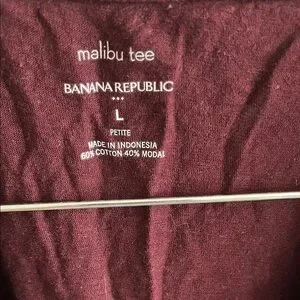 malibu tee
BANANA REPUBLIC
***
L
PETITE
MADE IN INDONESIA
60% COTTON 40% MODAL